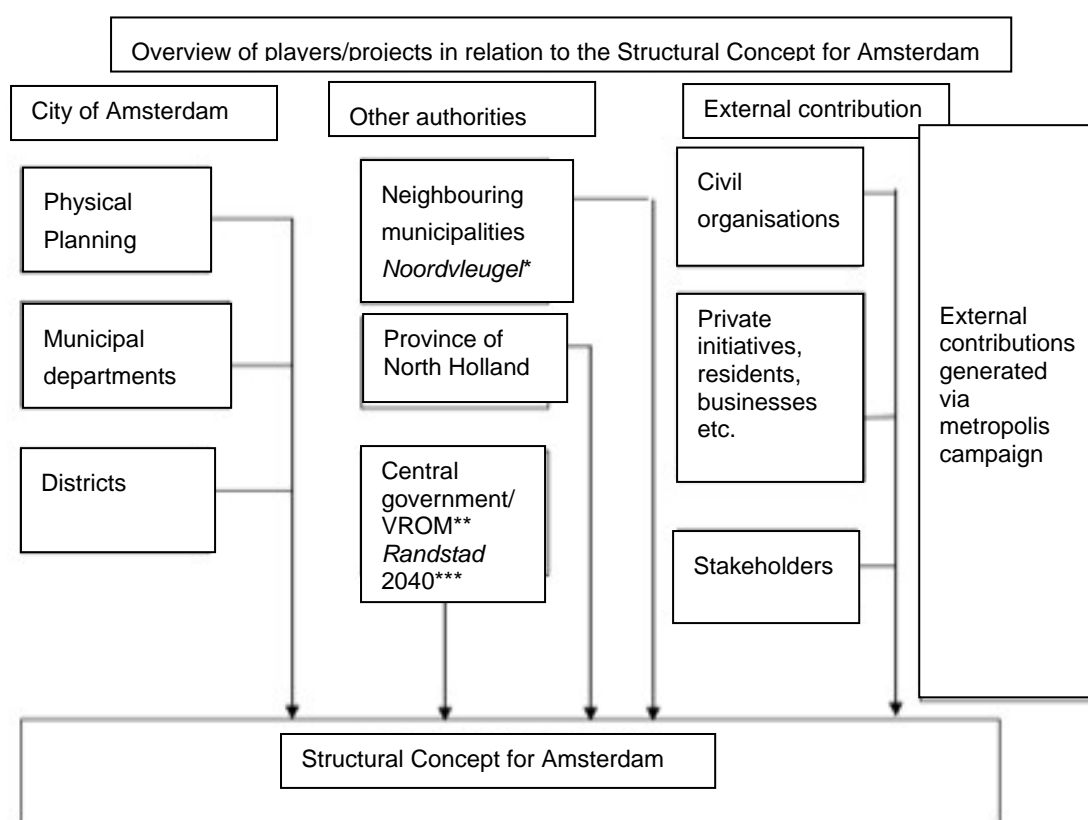 Overview of players/projects in relation to the Structural Concept for Amsterdam
City of Amsterdam
Physical
Planning
Municipal
departments
Districts
Other authorities
Neighbouring
municipalities
Noordvleugel*
Province of
North Holland
Central
government/
VROM**
Randstad
2040***
External contribution
Civil
organisations
Private
initiatives,
residents,
businesses
etc.
Stakeholders
External
contributions
generated
via
metropolis
campaign
Structural Concept for Amsterdam